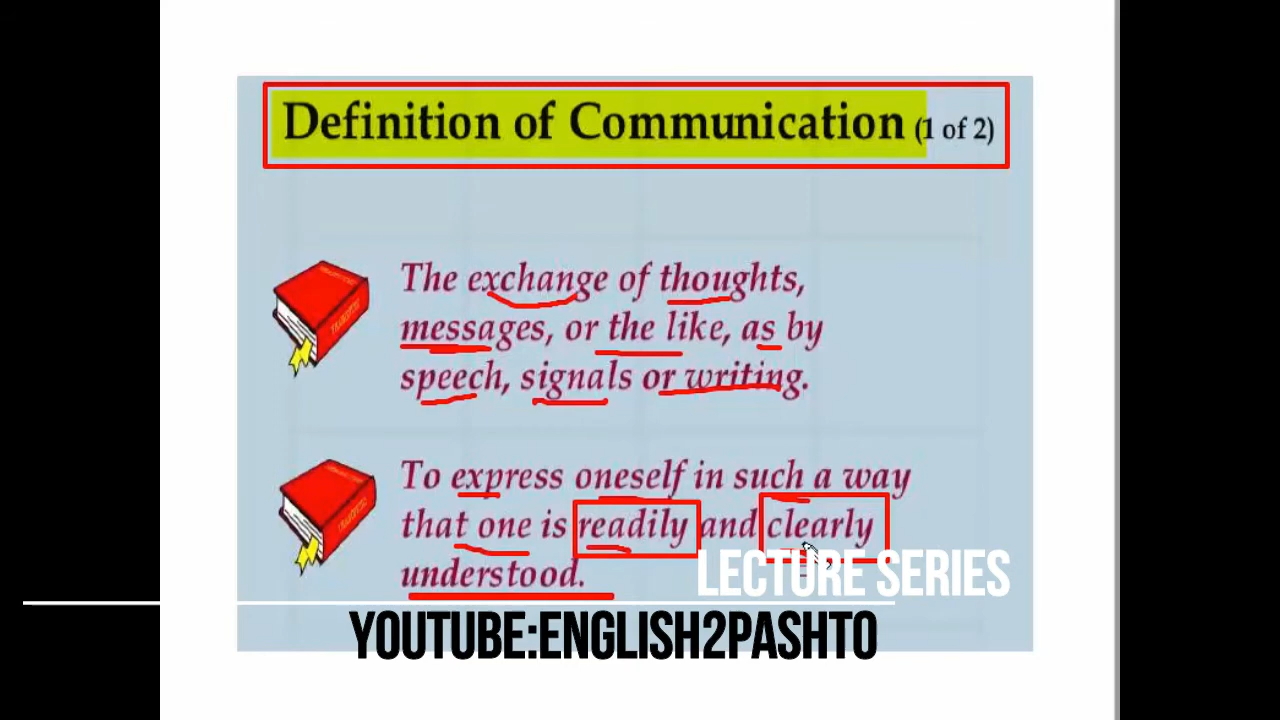 Definition of Communication (1 of 2)
The exchange of thoughts,
messages, or the like, as by
speech, signals or writing.
To express oneself in such a way
that one is readily and clearly
understood.
LECTURE SERIES
YOUTUBE:ENGLISH2PASHTO